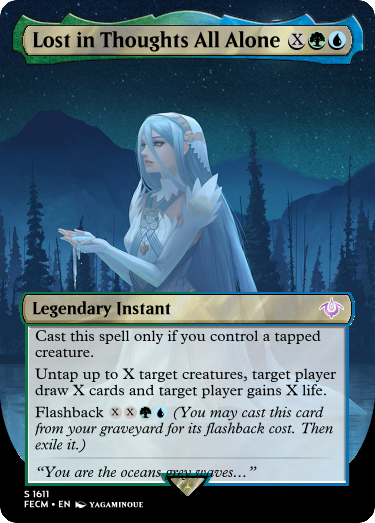 Lost in Thoughts All Alone X
Legendary Instant
Cast this spell only if you control a tapped
creature.
Untap up to X target creatures, target player
draw X cards and target player gains X life.
Flashback X X (You may cast this card
from your graveyard for its flashback cost. Then
exile it.)
“You are the oceans grey waves...”
S 1611
FECM • EN YAGAMINOUE